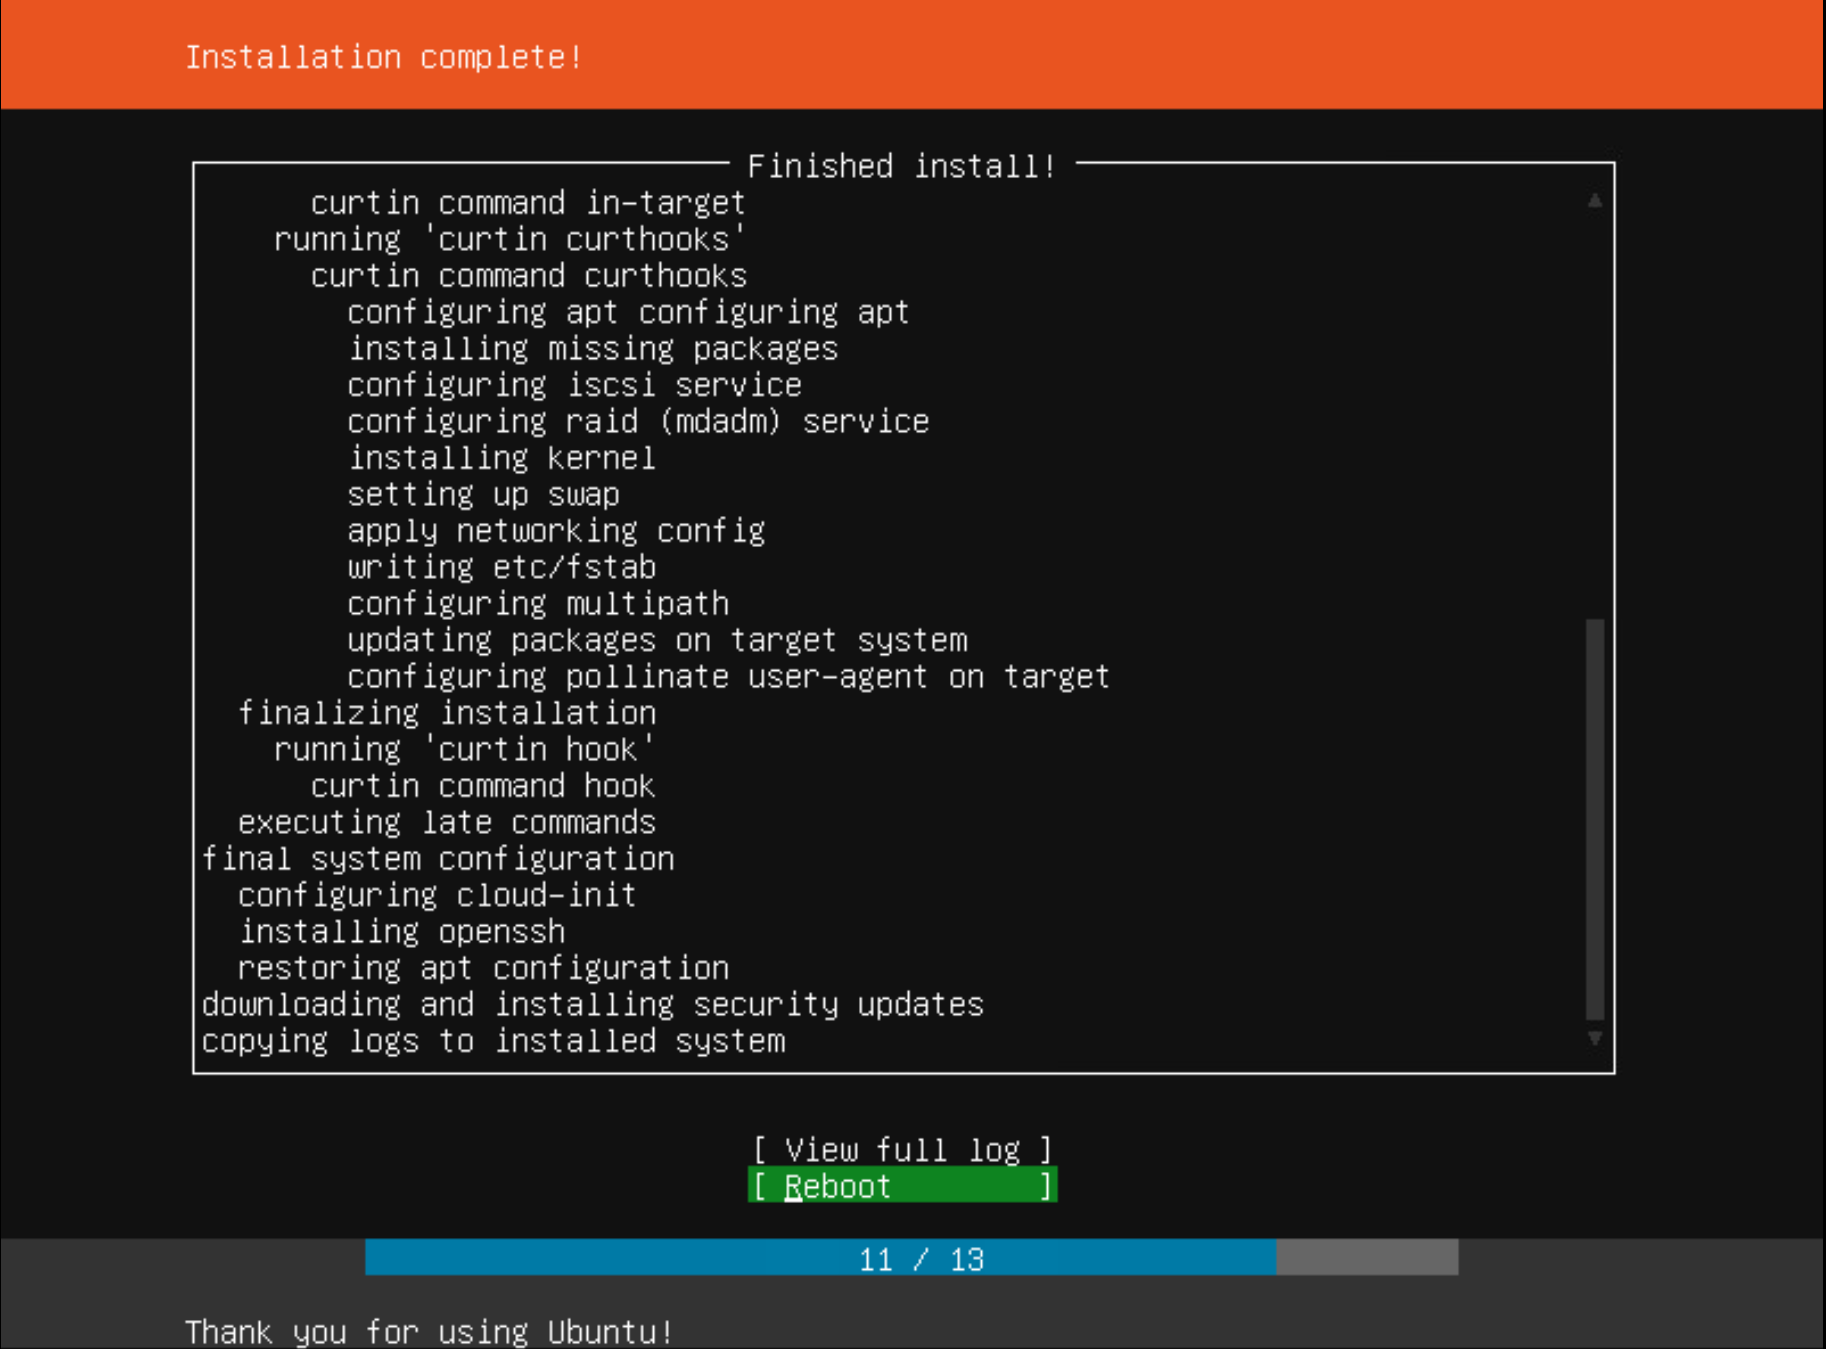 Installation complete!
Finished install!
curtin command in-target
running 'curtin curthooks'
curtin command curthooks
configuring apt configuring apt
installing missing packages
configuring iscsi service
configuring raid (mdadm) service
installing kernel
setting up swap
apply networking config
writing etc/fstab
configuring multipath
updating packages on target system
configuring pollinate user-agent on target
finalizing installation
running 'curtin hook'
curtin command hook
executing late commands
final system configuration
configuring cloud-init
installing openssh
restoring apt configuration
downloading and installing security updates
copying logs to installed system
[ View full log ]
[ Reboot ]
11 / 13
Thank you for using Ubuntu!